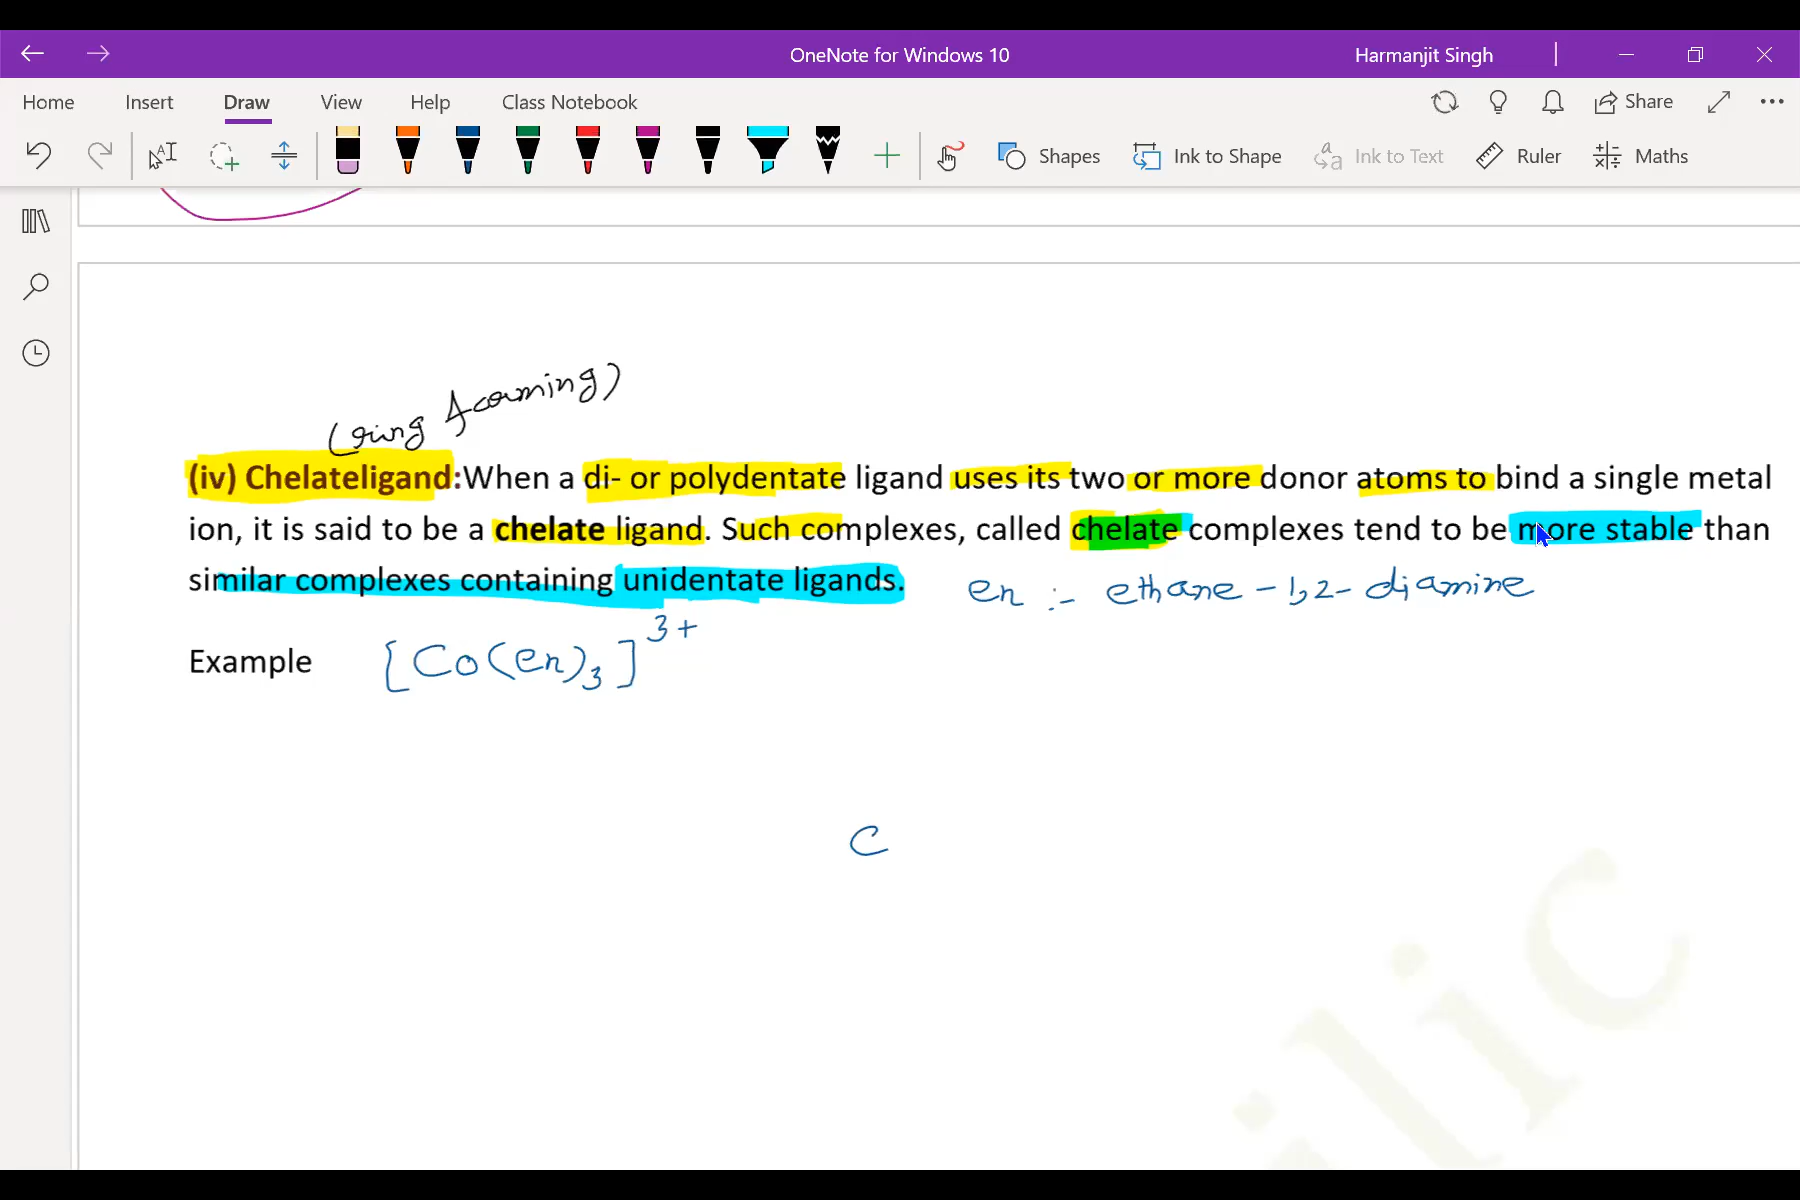 OneNote for Windows 10
Harmanjit Singh
Home Insert Draw View Help Class Notebook Share
Shapes Ink to Shape Ink to Text Ruler Maths
(ring forming)
(iv) Chelateligand:When a di- or polydentate ligand uses its two or more donor atoms to bind a single metal
ion, it is said to be a chelate ligand. Such complexes, called chelate complexes tend to be more stable than
similar complexes containing unidentate ligands.
en :- ethane-1,2-diamine
Example [Co(en)3]3+
C
ilic